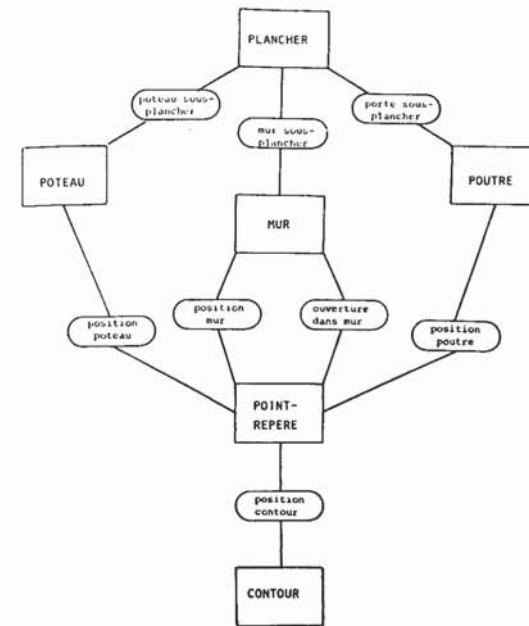 PLANCHER
poteau sous-
plancher
mur sous-
plancher
porte sous-
plancher
POTEAU
MUR
POUTRE
position
poteau
position
mur
ouverture
dans mur
position
poutre
POINT-
REPÈRE
position
contour
CONTOUR